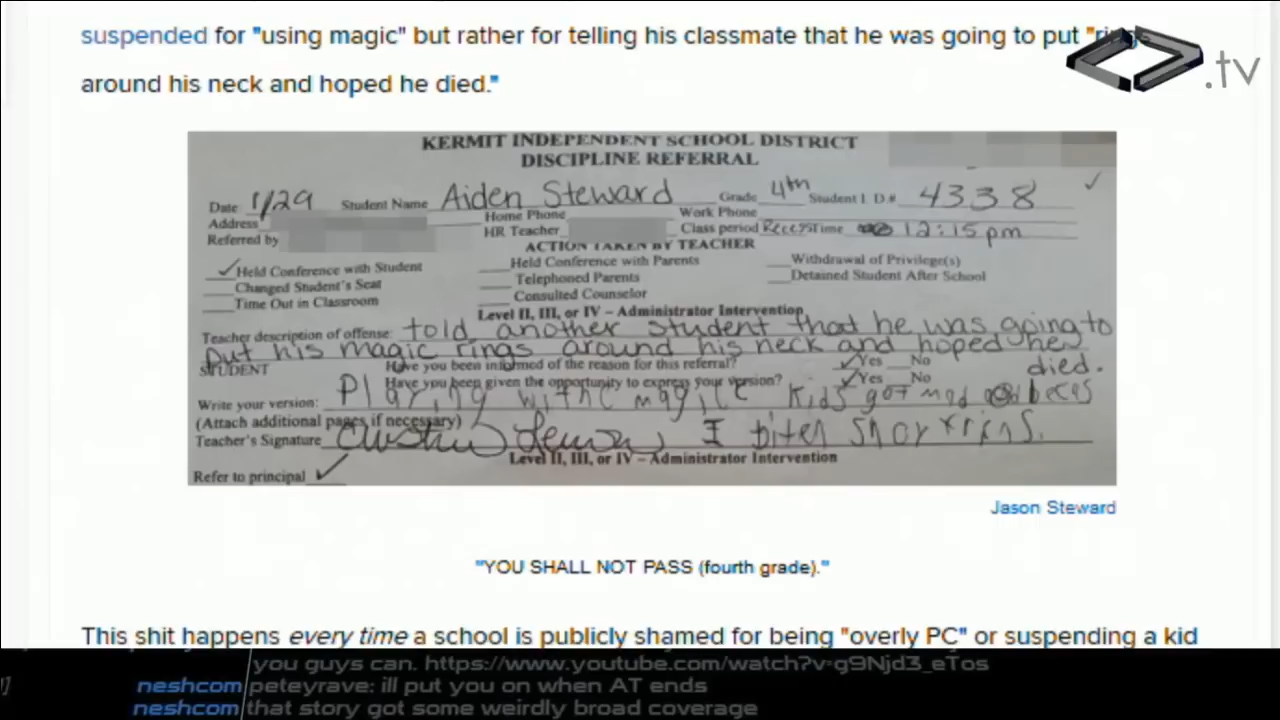 suspended for "using magic" but rather for telling his classmate that he was going to put "rings
around his neck and hoped he died."
.tv
KERMIT INDEPENDENT SCHOOL DISTRICT
DISCIPLINE REFERRAL
Date 1/29 Student Name Aiden Steward Grade 4th Student I D# 4338
Address Home Phone Work Phone
Referred by HR Teacher Class period Recess Time 12:15pm
ACTION TAKEN BY TEACHER
✓ Held Conference with Student Held Conference with Parents Withdrawal of Privilege(s)
Changed Student's Seat Telephoned Parents Detained Student After School
Time Out in Classroom Consulted Counselor
Level II, III, or IV – Administrator Intervention
Teacher description of offense: told another student that he was going to
put his magic rings around his neck and hoped he
died.
STUDENT Have you been informed of the reason for this referral? ✓ Yes No
Have you been given the opportunity to express your version? ✓ Yes No
Write your version: Playing with magic kids got mad
(Attach additional pages if necessary)
Teacher's Signature I
Level II, III, or IV – Administrator Intervention
Refer to principal ✓
Jason Steward
"YOU SHALL NOT PASS (fourth grade)."
This shit happens every time a school is publicly shamed for being "overly PC" or suspending a kid
you guys can. https://www.youtube.com/watch?v=g9Njd3_eTos
neshcom peteyrave: ill put you on when AT ends
neshcom that story got some weirdly broad coverage